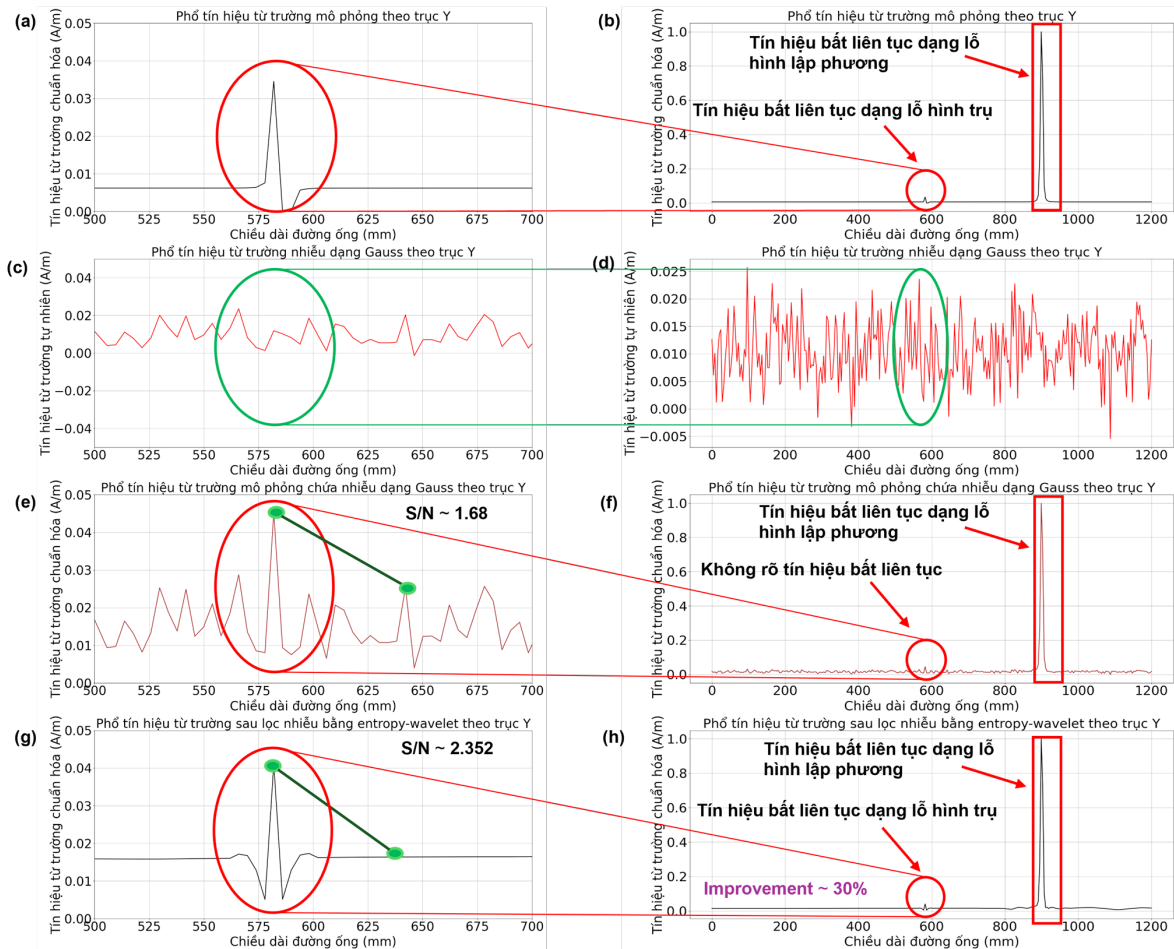 (a)
Phổ tín hiệu từ trường mô phỏng theo trục Y
Tín hiệu từ trường chuẩn hóa (A/m)
0.05
0.04
0.03
0.02
0.01
0.00
500 525 550 575 600 625 650 675 700
Chiều dài đường ống (mm)
(b)
Phổ tín hiệu từ trường mô phỏng theo trục Y
Tín hiệu từ trường chuẩn hóa (A/m)
1.0
0.8
0.6
0.4
0.2
0.0
0 200 400 600 800 1000 1200
Chiều dài đường ống (mm)
Tín hiệu bất liên tục dạng lỗ
hình lập phương
Tín hiệu bất liên tục dạng lỗ hình trụ
(c)
Phổ tín hiệu từ trường nhiễu dạng Gauss theo trục Y
Tín hiệu từ trường tự nhiên (A/m)
0.04
0.02
0.00
−0.02
−0.04
500 525 550 575 600 625 650 675 700
Chiều dài đường ống (mm)
(d)
Phổ tín hiệu từ trường nhiễu dạng Gauss theo trục Y
Tín hiệu từ trường tự nhiên (A/m)
0.025
0.020
0.015
0.010
0.005
0.000
−0.005
0 200 400 600 800 1000 1200
Chiều dài đường ống (mm)
(e)
Phổ tín hiệu từ trường mô phỏng chứa nhiễu dạng Gauss theo trục Y
Tín hiệu từ trường chuẩn hóa (A/m)
0.05
0.04
0.03
0.02
0.01
0.00
500 525 550 575 600 625 650 675 700
Chiều dài đường ống (mm)
S/N ~ 1.68
(f)
Phổ tín hiệu từ trường mô phỏng chứa nhiễu dạng Gauss theo trục Y
Tín hiệu từ trường chuẩn hóa (A/m)
1.0
0.8
0.6
0.4
0.2
0.0
0 200 400 600 800 1000 1200
Chiều dài đường ống (mm)
Tín hiệu bất liên tục dạng lỗ
hình lập phương
Không rõ tín hiệu bất liên tục
(g)
Phổ tín hiệu từ trường sau lọc nhiễu bằng entropy-wavelet theo trục Y
Tín hiệu từ trường chuẩn hóa (A/m)
0.05
0.04
0.03
0.02
0.01
0.00
500 525 550 575 600 625 650 675 700
Chiều dài đường ống (mm)
S/N ~ 2.352
(h)
Phổ tín hiệu từ trường sau lọc nhiễu bằng entropy-wavelet theo trục Y
Tín hiệu từ trường chuẩn hóa (A/m)
1.0
0.8
0.6
0.4
0.2
0.0
0 200 400 600 800 1000 1200
Chiều dài đường ống (mm)
Tín hiệu bất liên tục dạng lỗ
hình lập phương
Tín hiệu bất liên tục dạng lỗ hình trụ
Improvement ~ 30%